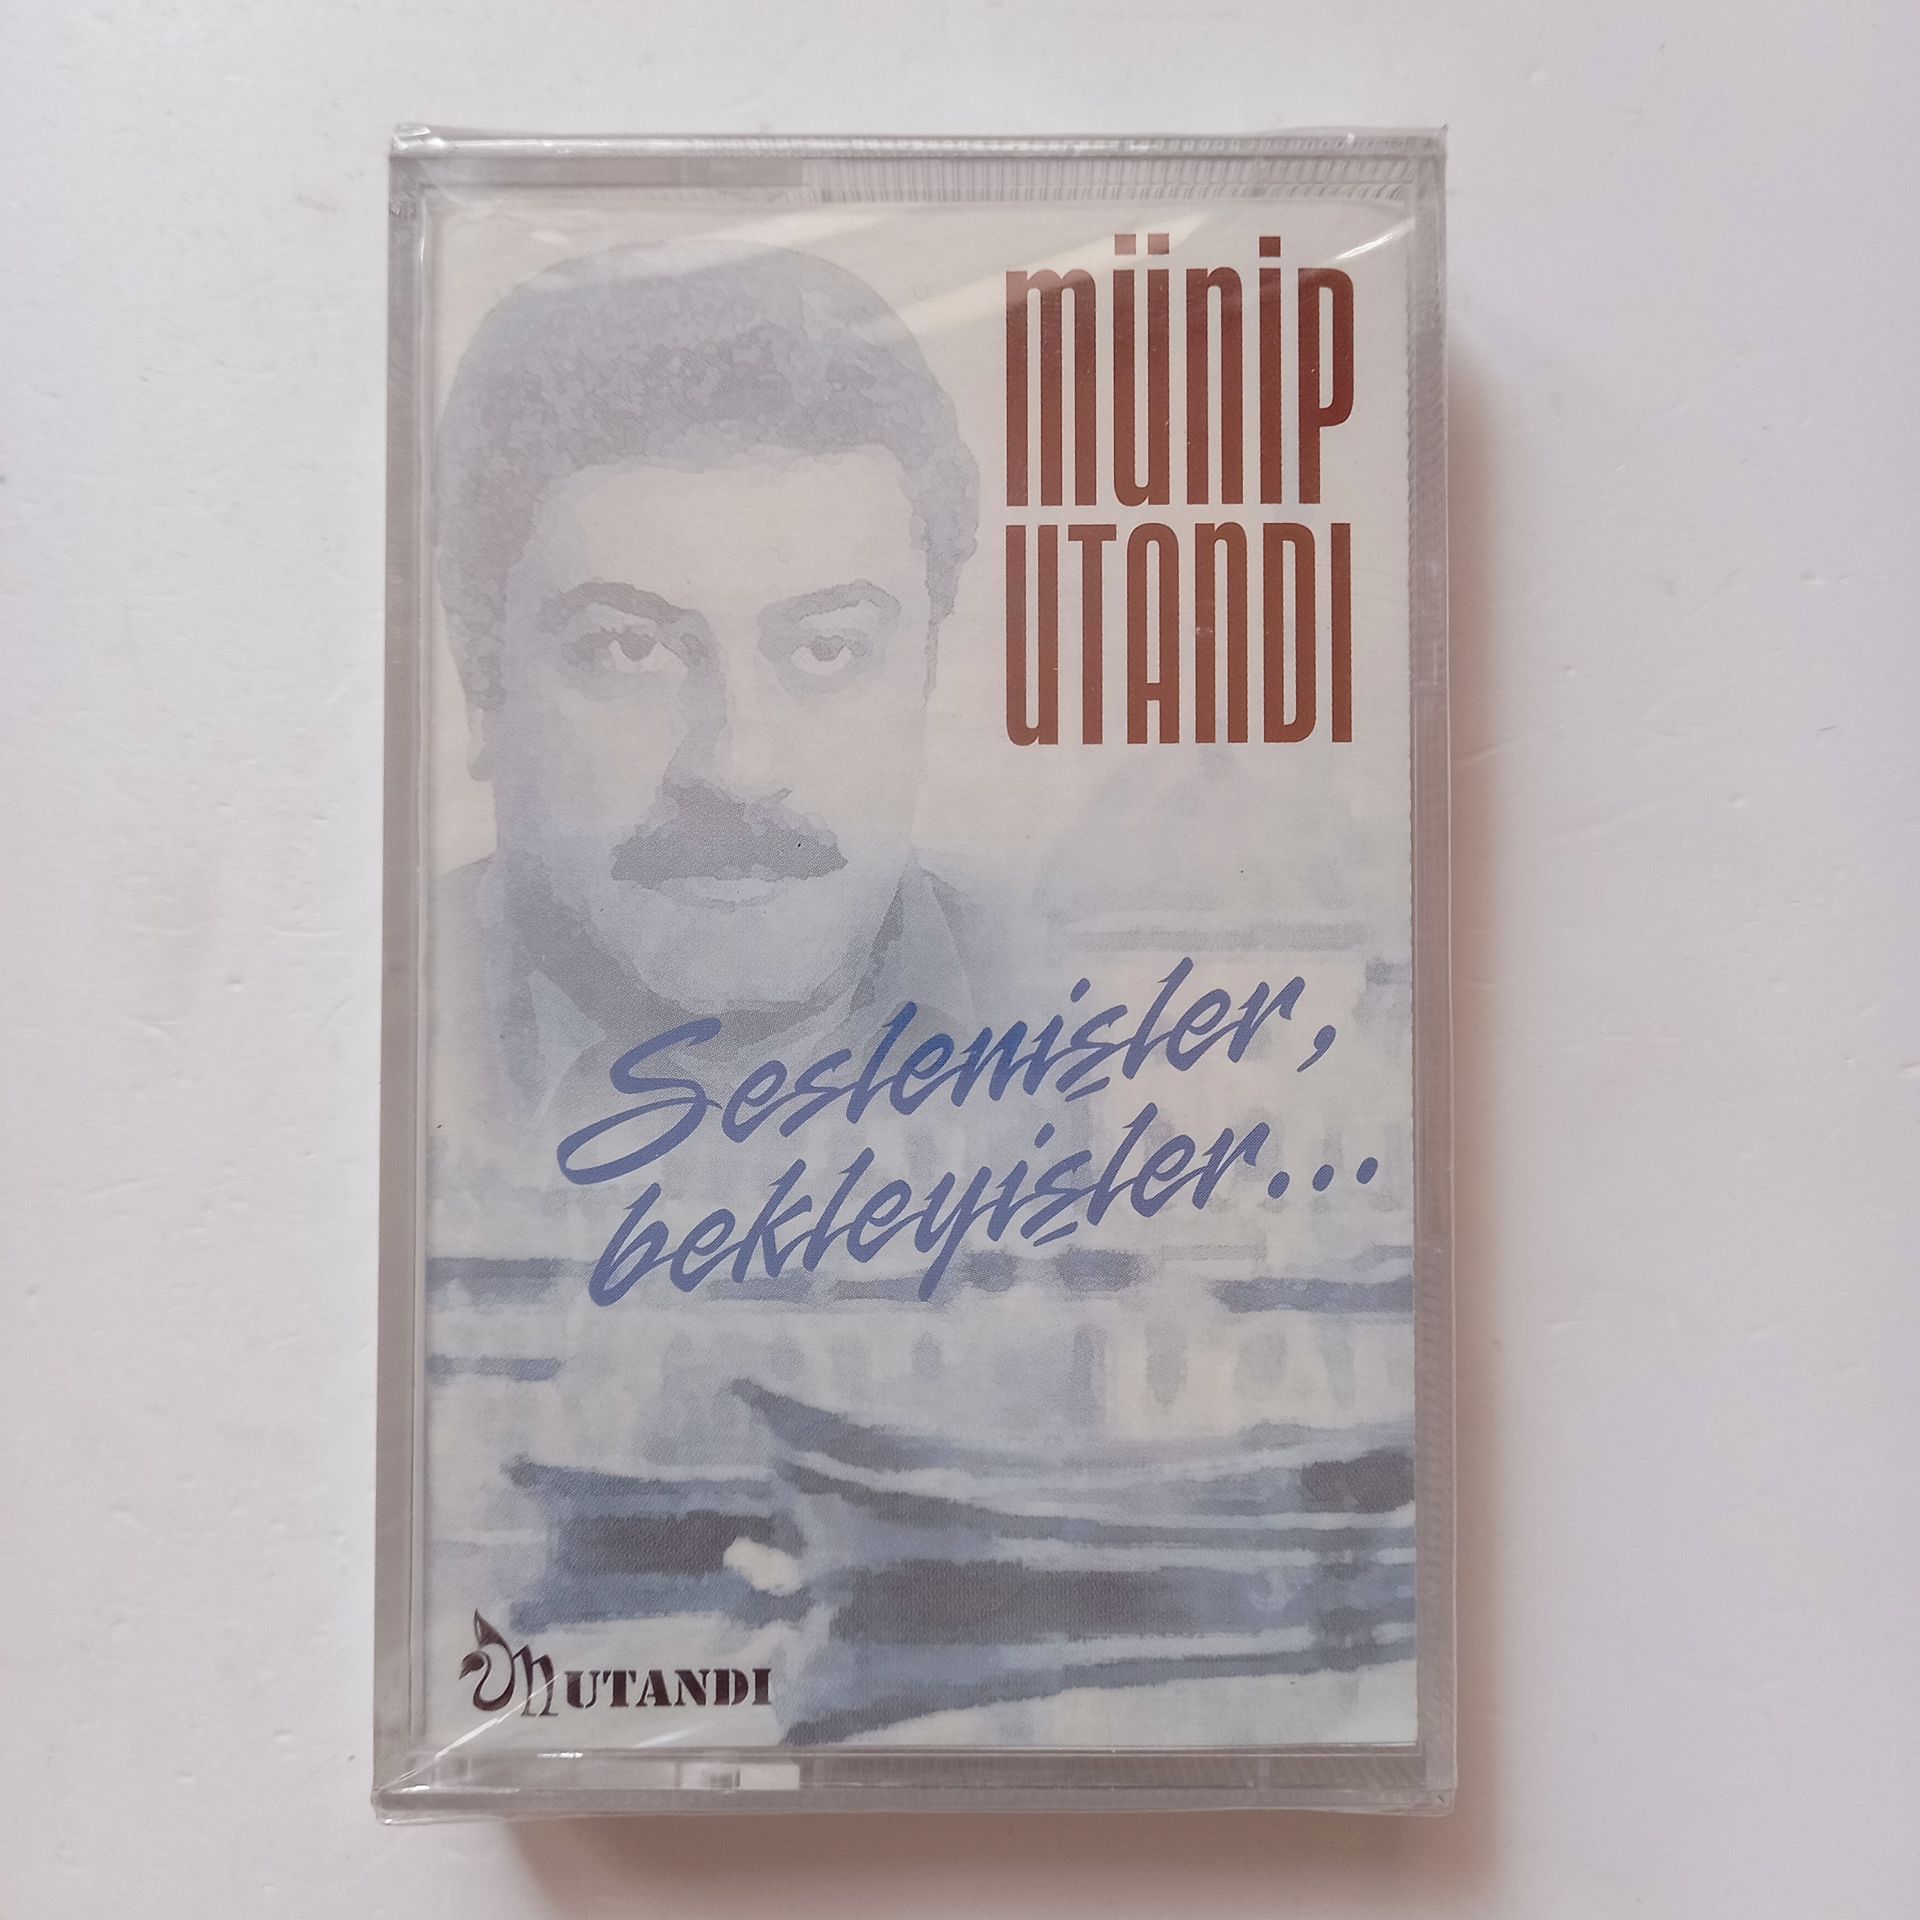 münip
UTANDI
Seslenişler,
bekleyişler...
M UTANDI